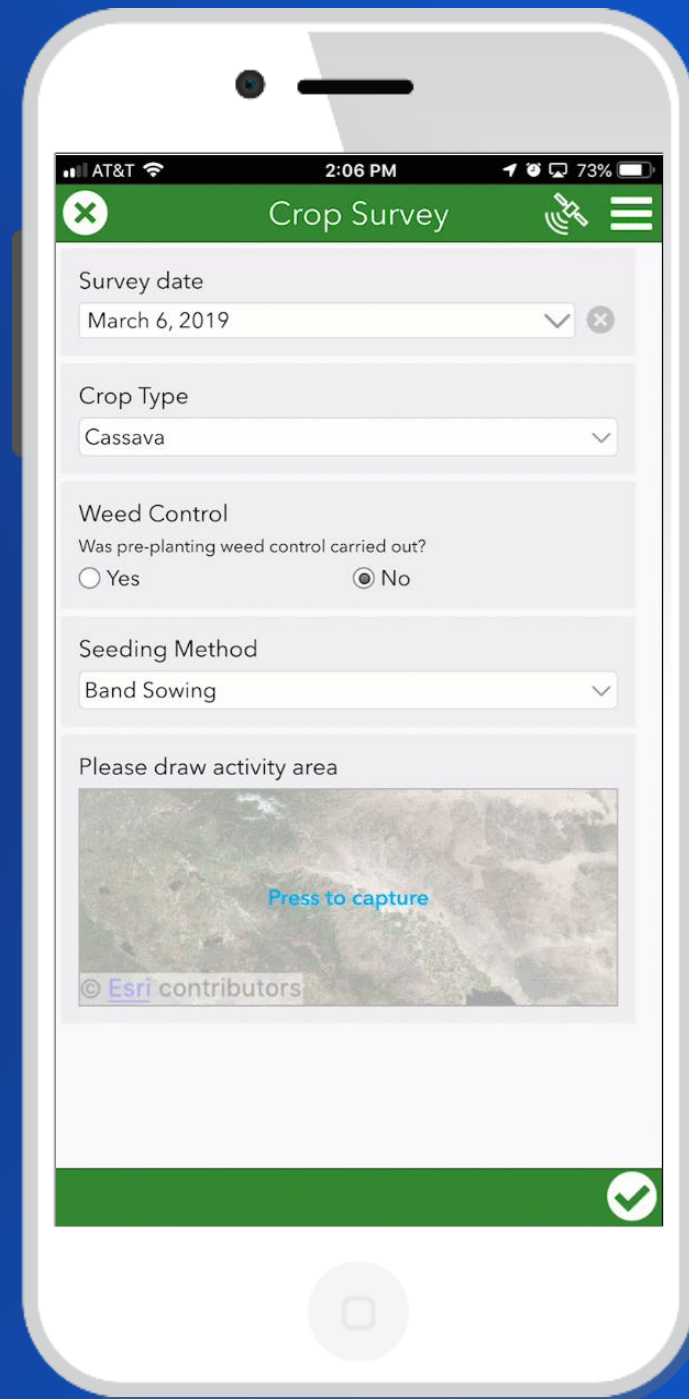 AT&T 2:06 PM 73%
Crop Survey
Survey date
March 6, 2019
Crop Type
Cassava
Weed Control
Was pre-planting weed control carried out?
Yes No
Seeding Method
Band Sowing
Please draw activity area
Press to capture
© Esri contributors